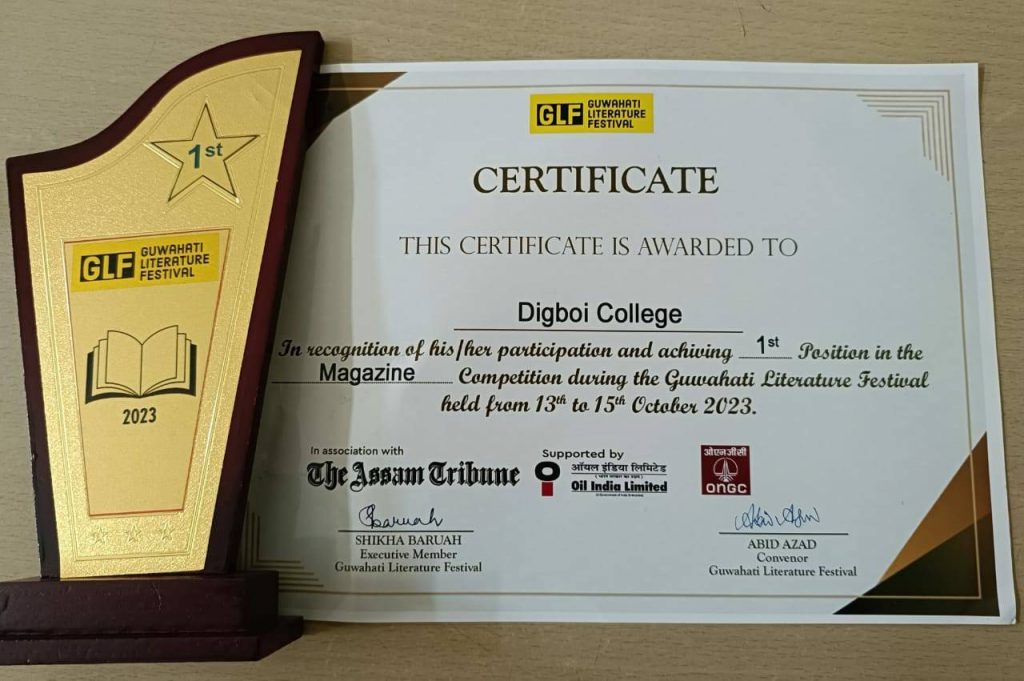 1st
GLF GUWAHATI
LITERATURE
FESTIVAL
2023
GLF GUWAHATI
LITERATURE
FESTIVAL
CERTIFICATE
THIS CERTIFICATE IS AWARDED TO
Digboi College
In recognition of his/her participation and achiving 1st Position in the
Magazine Competition during the Guwahati Literature Festival
held from 13th to 15th October 2023.
In association with
The Assam Tribune
Supported by
ऑयल इंडिया लिमिटेड
Oil India Limited
ओएनजीसी
ONGC
SHIKHA BARUAH
Executive Member
Guwahati Literature Festival
ABID AZAD
Convenor
Guwahati Literature Festival